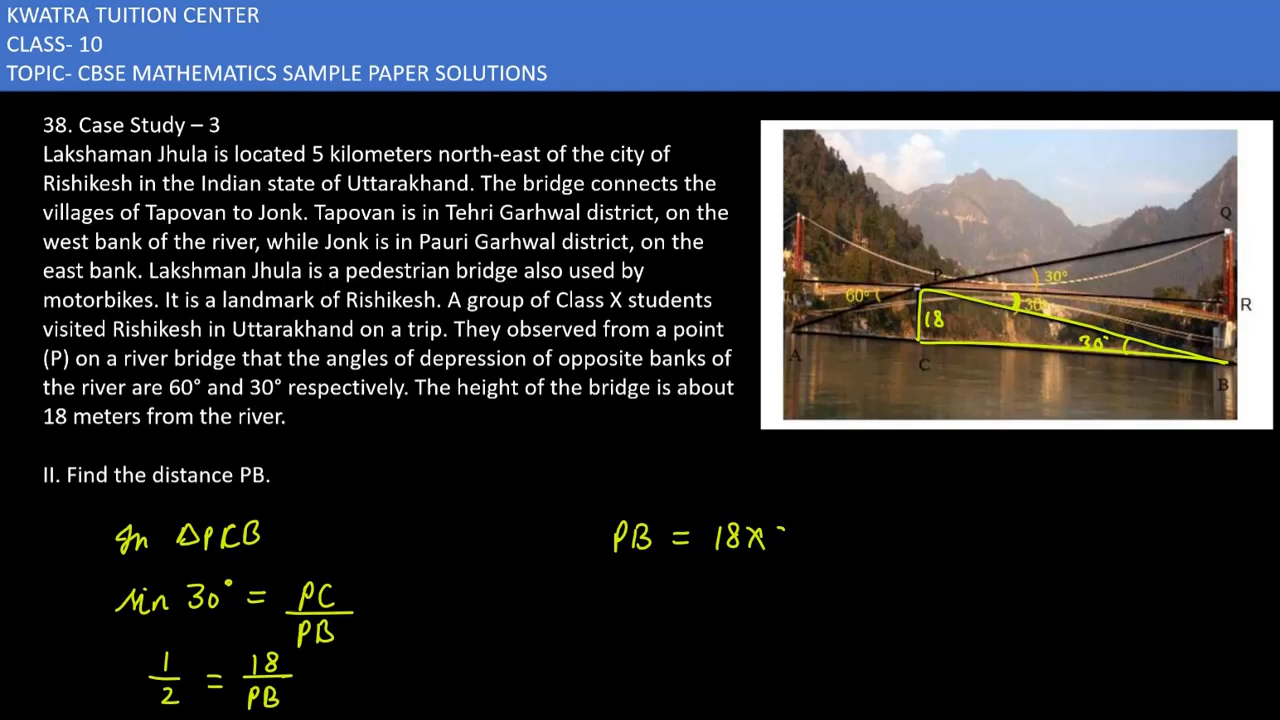 KWATRA TUITION CENTER
CLASS- 10
TOPIC- CBSE MATHEMATICS SAMPLE PAPER SOLUTIONS
38. Case Study – 3
Lakshaman Jhula is located 5 kilometers north-east of the city of
Rishikesh in the Indian state of Uttarakhand. The bridge connects the
villages of Tapovan to Jonk. Tapovan is in Tehri Garhwal district, on the
west bank of the river, while Jonk is in Pauri Garhwal district, on the
east bank. Lakshman Jhula is a pedestrian bridge also used by
motorbikes. It is a landmark of Rishikesh. A group of Class X students
visited Rishikesh in Uttarakhand on a trip. They observed from a point
(P) on a river bridge that the angles of depression of opposite banks of
the river are 60° and 30° respectively. The height of the bridge is about
18 meters from the river.
Q
P
30°
60°
30°
R
18
30°
A
C
B
II. Find the distance PB.
In △PCB
sin 30° = PC/PB
1/2 = 18/PB
PB = 18×